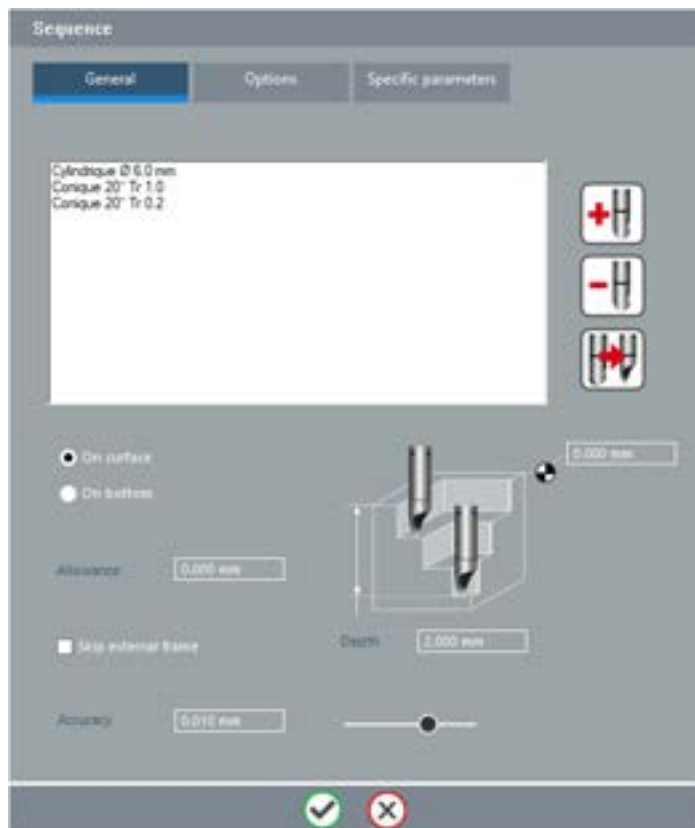 Sequence
General
Options
Specific parameters
Cylindrique Ø 6.0 mm
Conique 20° Tr 1.0
Conique 20° Tr 0.2
On surface
0.000 mm
On bottom
Allowance
0.000 mm
Skip external frame
Depth
2.000 mm
Accuracy
0.010 mm